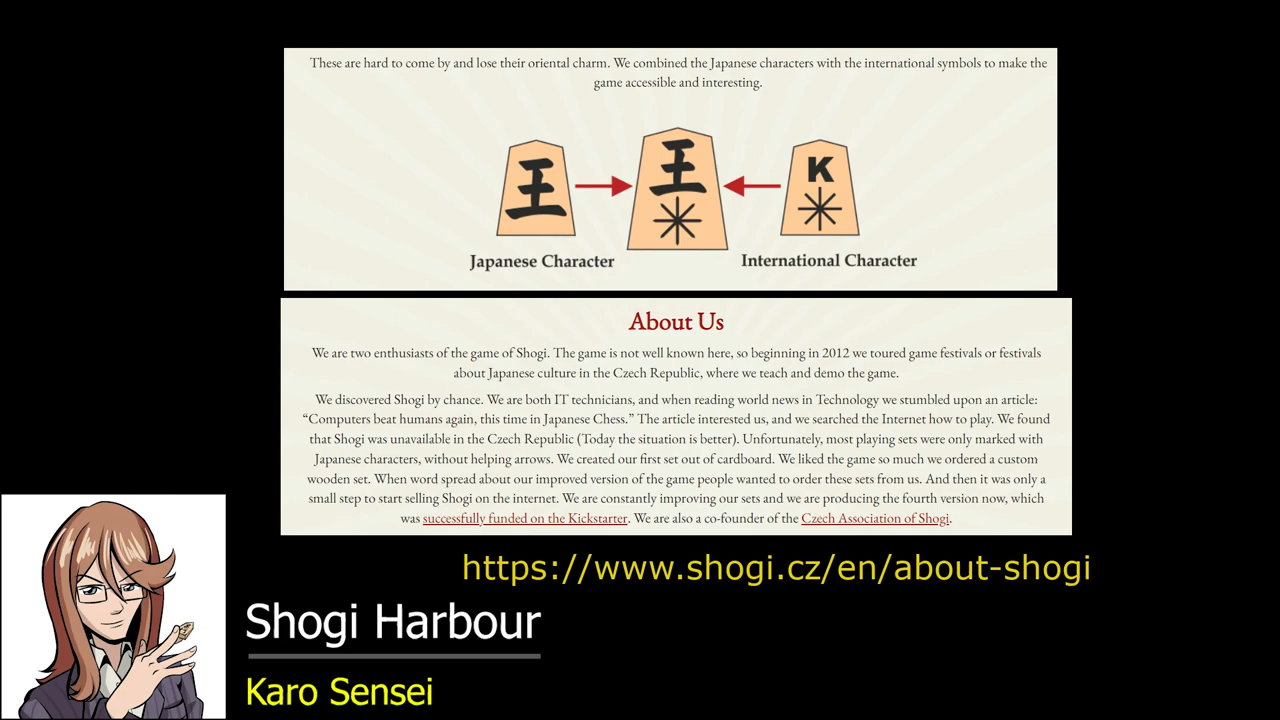 These are hard to come by and lose their oriental charm. We combined the Japanese characters with the international symbols to make the
game accessible and interesting.
王
王
K
Japanese Character
International Character
About Us
We are two enthusiasts of the game of Shogi. The game is not well known here, so beginning in 2012 we toured game festivals or festivals
about Japanese culture in the Czech Republic, where we teach and demo the game.
We discovered Shogi by chance. We are both IT technicians, and when reading world news in Technology we stumbled upon an article:
“Computers beat humans again, this time in Japanese Chess.” The article interested us, and we searched the Internet how to play. We found
that Shogi was unavailable in the Czech Republic (Today the situation is better). Unfortunately, most playing sets were only marked with
Japanese characters, without helping arrows. We created our first set out of cardboard. We liked the game so much we ordered a custom
wooden set. When word spread about our improved version of the game people wanted to order these sets from us. And then it was only a
small step to start selling Shogi on the internet. We are constantly improving our sets and we are producing the fourth version now, which
was successfully funded on the Kickstarter. We are also a co-founder of the Czech Association of Shogi.
https://www.shogi.cz/en/about-shogi
Shogi Harbour
Karo Sensei